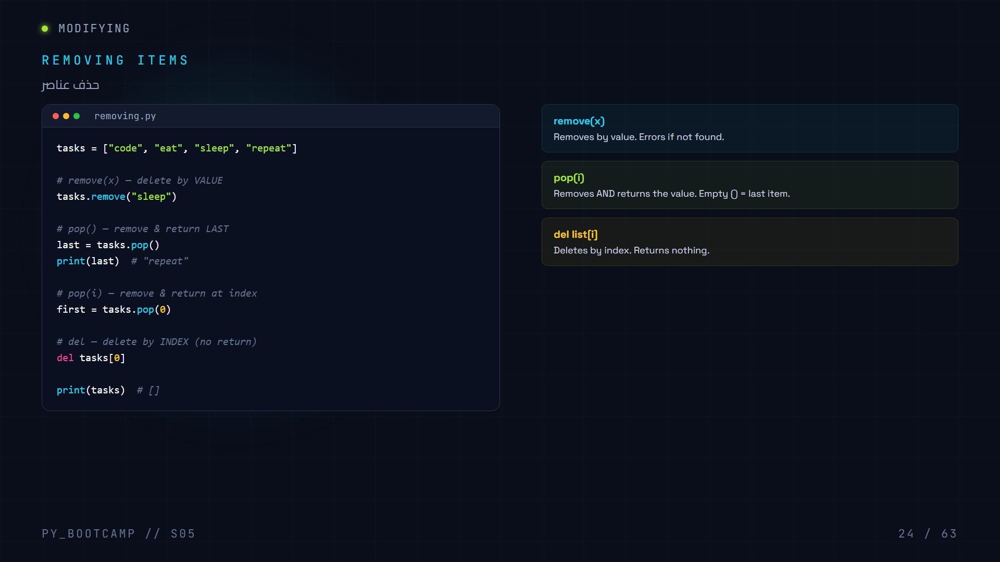 MODIFYING
REMOVING ITEMS
حذف عناصر
removing.py
tasks = ["code", "eat", "sleep", "repeat"]
# remove(x) — delete by VALUE
tasks.remove("sleep")
# pop() — remove & return LAST
last = tasks.pop()
print(last)  # "repeat"
# pop(i) — remove & return at index
first = tasks.pop(0)
# del — delete by INDEX (no return)
del tasks[0]
print(tasks)  # []
remove(x)
Removes by value. Errors if not found.
pop(i)
Removes AND returns the value. Empty () = last item.
del list[i]
Deletes by index. Returns nothing.
PY_BOOTCAMP // S05
24 / 63